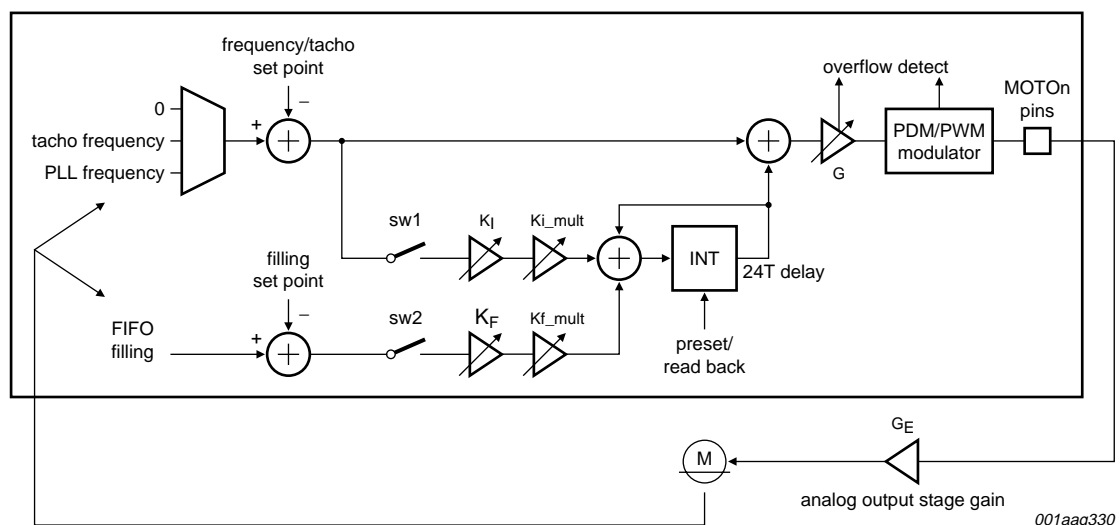 frequency/tacho
set point
overflow detect
MOTOn
pins
0
−
+
tacho frequency
PLL frequency
PDM/PWM
modulator
G
sw1
KI
Ki_mult
INT
24T delay
filling
set point
−
sw2
KF
Kf_mult
preset/
read back
FIFO
filling
+
GE
M
analog output stage gain
001aag330